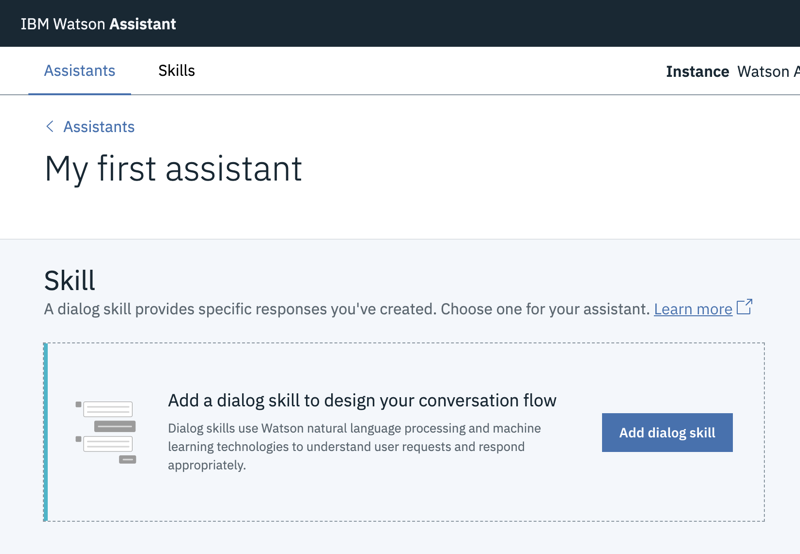 IBM Watson Assistant
Assistants Skills Instance Watson A
Assistants
My first assistant
Skill
A dialog skill provides specific responses you've created. Choose one for your assistant. Learn more
Add a dialog skill to design your conversation flow
Dialog skills use Watson natural language processing and machine
learning technologies to understand user requests and respond
appropriately.
Add dialog skill